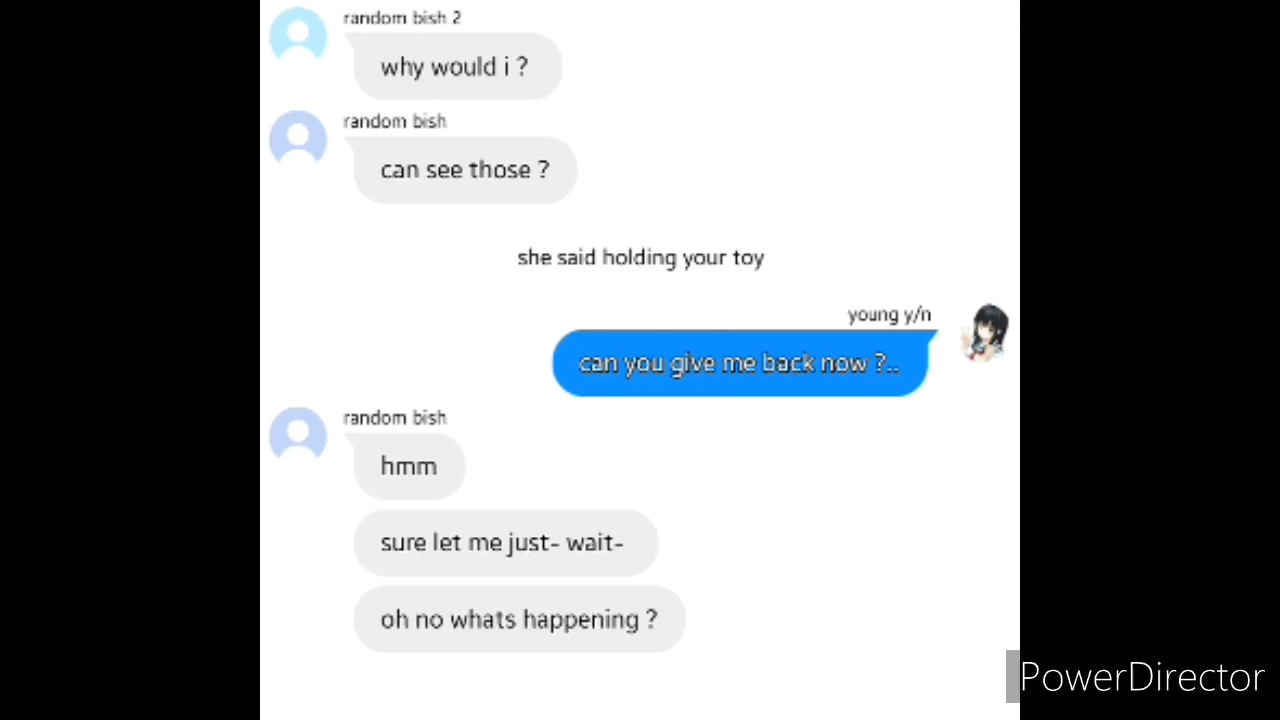 random bish 2
why would i ?
random bish
can see those ?
she said holding your toy
young y/n
can you give me back now ?..
random bish
hmm
sure let me just- wait-
oh no whats happening ?
PowerDirector